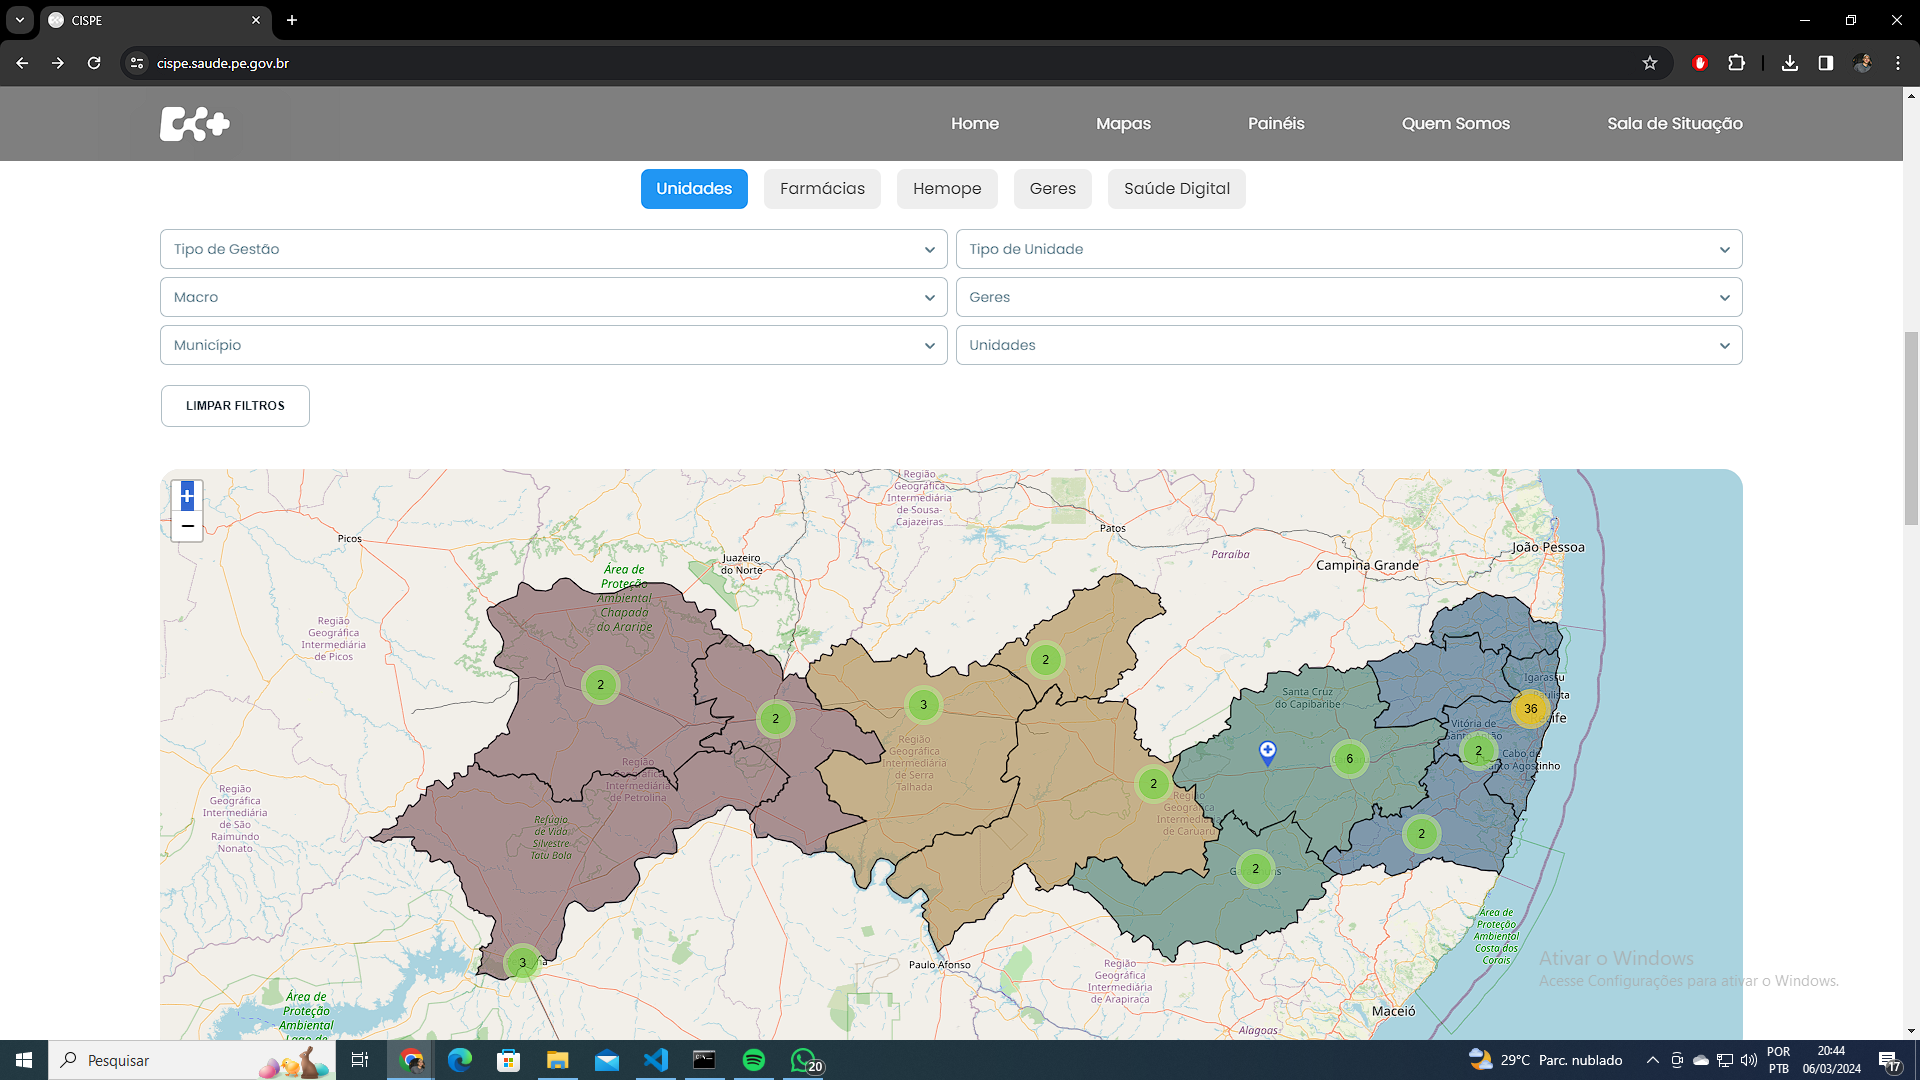 CISPE
cispe.saude.pe.gov.br
Home
Mapas
Painéis
Quem Somos
Sala de Situação
Unidades
Farmácias
Hemope
Geres
Saúde Digital
Tipo de Gestão
Tipo de Unidade
Macro
Geres
Município
Unidades
LIMPAR FILTROS
+
−
Região
Geográfica
Intermediária
de Sousa-
Cajazeiras
Picos
Patos
Juazeiro
do Norte
Paraíba
João Pessoa
Campina Grande
Área de
Proteção
Ambiental
Chapada
do Araripe
Região
Geográfica
Intermediária
de Picos
2
2
3
2
Santa Cruz
do Capibaribe
Igarassu
36
Vitória de
2
Cabo de
6
2
Região
Geográfica
Intermediária
de Serra
Talhada
Região
Geográfica
Intermediária
de Petrolina
Região
Geográfica
Intermediária
de Caruaru
Região
Geográfica
Intermediária
de São
Raimundo
Nonato
Refúgio
de Vida
Silvestre
Tatu Bola
2
2
3
Paulo Afonso
Região
Geográfica
Intermediária
de Arapiraca
Área de
Proteção
Ambiental
Costa dos
Corais
Maceió
Alagoas
Área de
Proteção
Ambiental
Lago de
Ativar o Windows
Acesse Configurações para ativar o Windows.
Pesquisar
20
29°C Parc. nublado
POR
PTB
20:44
06/03/2024
17